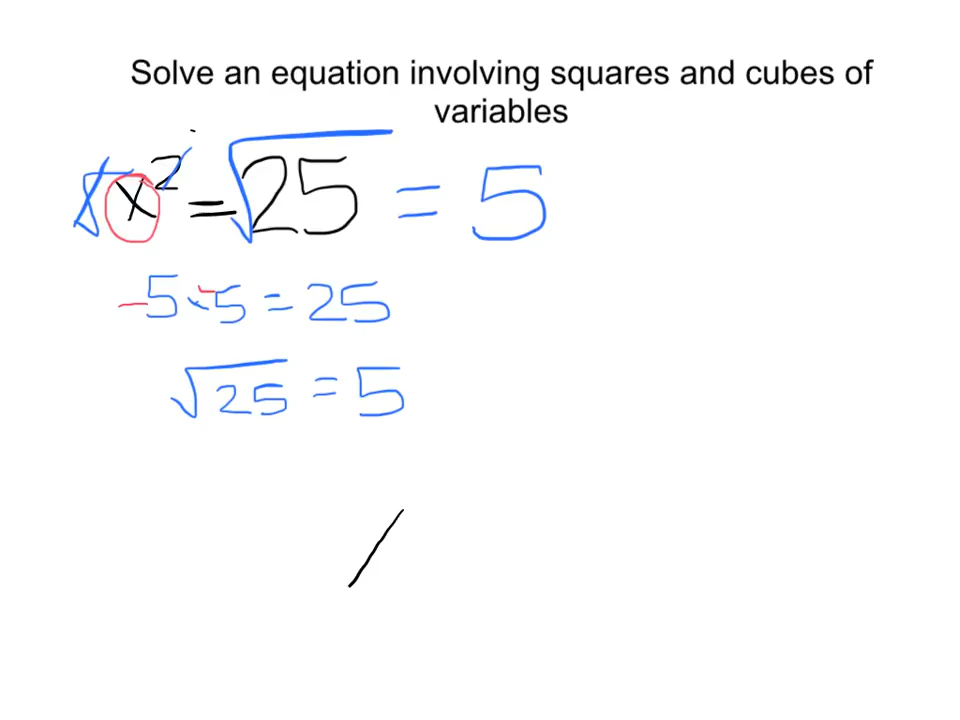 Solve an equation involving squares and cubes of
variables
√x² = √25 = 5
-5 · -5 = 25
√25 = 5
/